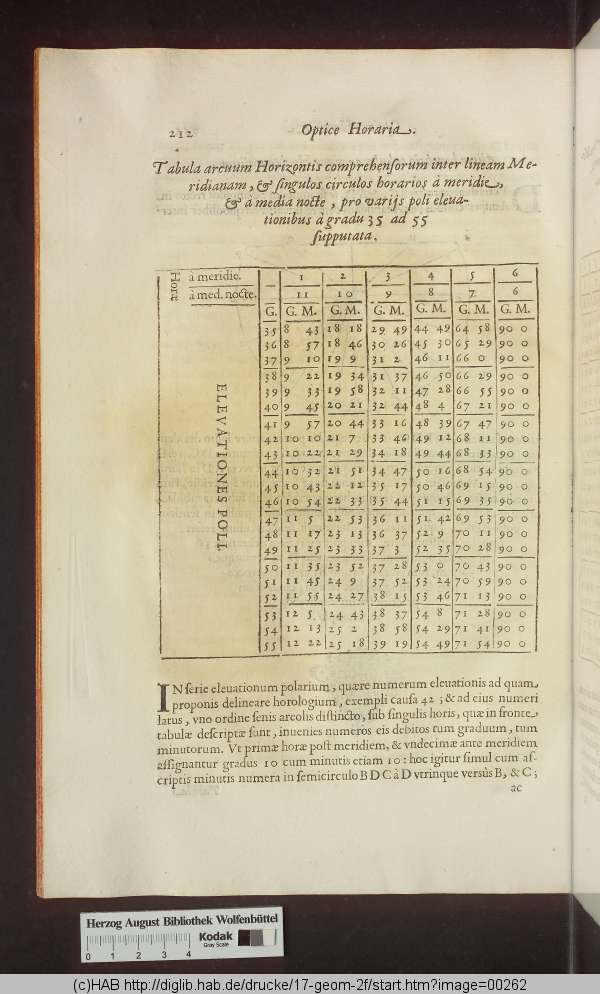 212 Optice Horaria.
Tabula arcuum Horizontis comprehensorum inter lineam Me-
ridianam, & singulos circulos horarios à meridie,
& à media nocte, pro varijs poli eleua-
tionibus à gradu 35 ad 55
supputata.
Horæ à meridie. 1 2 3 4 5 6
à med. nocte. 11 10 9 8 7 6
G. G. M. G. M. G. M. G. M. G. M. G. M.
ELEVATIONES POLI.
35 8 43 18 18 29 49 44 49 64 58 90 0
36 8 57 18 46 30 26 45 30 65 29 90 0
37 9 10 19 9 31 2 46 11 66 0 90 0
38 9 22 19 34 31 37 46 50 66 29 90 0
39 9 33 19 58 32 11 47 28 66 55 90 0
40 9 45 20 21 32 44 48 4 67 21 90 0
41 9 57 20 44 33 16 48 39 67 47 90 0
42 10 10 21 7 33 46 49 12 68 11 90 0
43 10 22 21 29 34 18 49 44 68 33 90 0
44 10 32 21 51 34 47 50 16 68 54 90 0
45 10 43 22 12 35 17 50 46 69 15 90 0
46 10 54 22 33 35 44 51 15 69 35 90 0
47 11 5 22 53 36 11 51 42 69 53 90 0
48 11 17 23 13 36 37 52 9 70 11 90 0
49 11 25 23 33 37 3 52 35 70 28 90 0
50 11 35 23 52 37 28 53 0 70 43 90 0
51 11 45 24 9 37 52 53 24 70 59 90 0
52 11 55 24 27 38 15 53 46 71 13 90 0
53 12 5 24 43 38 37 54 8 71 28 90 0
54 12 13 25 2 38 58 54 29 71 41 90 0
55 12 22 25 18 39 19 54 49 71 54 90 0
IN serie eleuationum polarium, quære numerum eleuationis ad quam
proponis delineare horologium, exempli causa 42; & ad eius numeri
latus, vno ordine senis arcolis distincto, sub singulis horis, quæ in fronte
tabulæ descriptæ sunt, inuenies numeros eis debitos tum graduum, tum
minutorum. Vt primæ horæ post meridiem, & vndecimæ ante meridiem
assignantur gradus 10 cum minutis etiam 10: hoc igitur simul cum as-
criptis minutis numera in semicirculo B D C à D vtrinque versùs B, & C;
ac
Herzog August Bibliothek Wolfenbüttel
0 1 2 3 4
Kodak
Gray Scale
(c)HAB http://diglib.hab.de/drucke/17-geom-2f/start.htm?image=00262